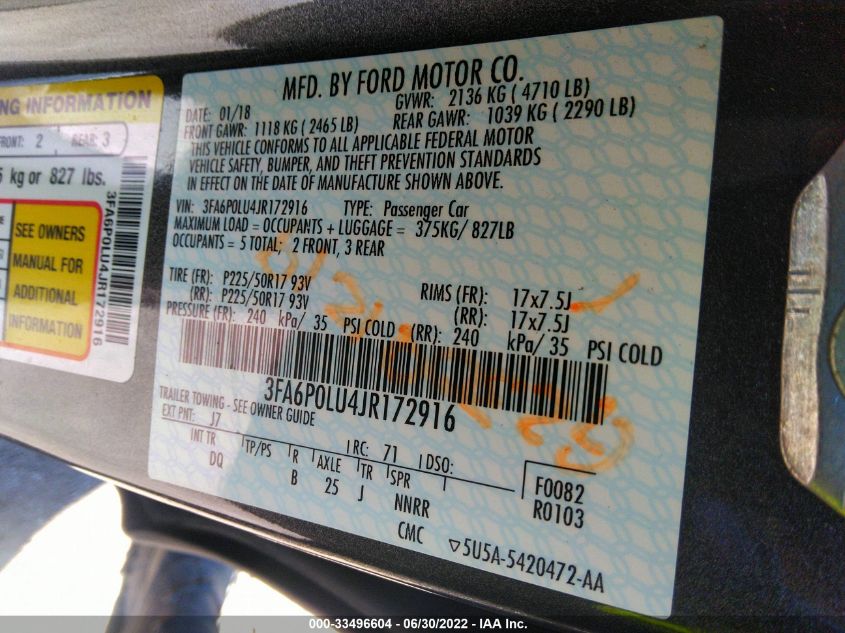 NG INFORMATION
FRONT: 2 REAR: 3
5 kg or 827 lbs.
SEE OWNERS
MANUAL FOR
ADDITIONAL
INFORMATION
3FA6P0LU4JR172916
MFD. BY FORD MOTOR CO.
DATE: 01/18 GVWR: 2136 KG ( 4710 LB)
FRONT GAWR: 1118 KG ( 2465 LB) REAR GAWR: 1039 KG ( 2290 LB)
THIS VEHICLE CONFORMS TO ALL APPLICABLE FEDERAL MOTOR
VEHICLE SAFETY, BUMPER, AND THEFT PREVENTION STANDARDS
IN EFFECT ON THE DATE OF MANUFACTURE SHOWN ABOVE.
VIN: 3FA6P0LU4JR172916 TYPE: Passenger Car
MAXIMUM LOAD = OCCUPANTS + LUGGAGE = 375KG/ 827LB
OCCUPANTS = 5 TOTAL; 2 FRONT, 3 REAR
TIRE (FR): P225/50R17 93V RIMS (FR): 17x7.5J
(RR): P225/50R17 93V (RR): 17x7.5J
PRESSURE (FR): 240 kPa/ 35 PSI COLD (RR): 240 kPa/ 35 PSI COLD
3FA6P0LU4JR172916
TRAILER TOWING - SEE OWNER GUIDE
EXT PNT: J7 RC: 71 DSO:
INT TR TP/PS R AXLE TR SPR
DQ B 25 J NNRR
CMC
F0082
R0103
5U5A-5420472-AA
000-33496604 - 06/30/2022 - IAA Inc.